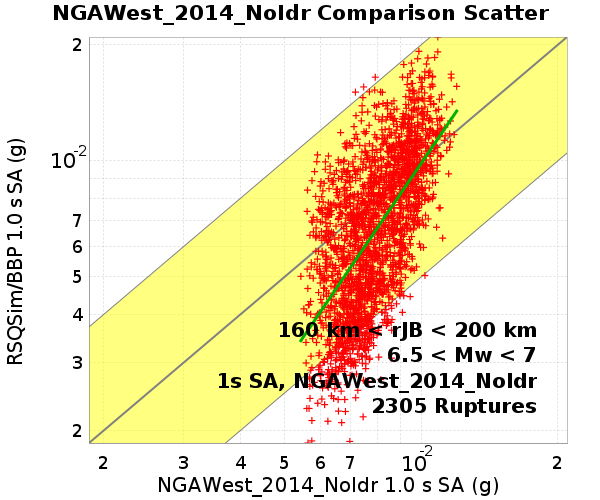 NGAWest_2014_NoIdr Comparison Scatter
RSQSim/BBP 1.0 s SA (g)
2
10-2
7
6
5
4
3
2
160 km < rJB < 200 km
6.5 < Mw < 7
1s SA, NGAWest_2014_NoIdr
2305 Ruptures
2 3 4 5 6 7 10-2 2
NGAWest_2014_NoIdr 1.0 s SA (g)